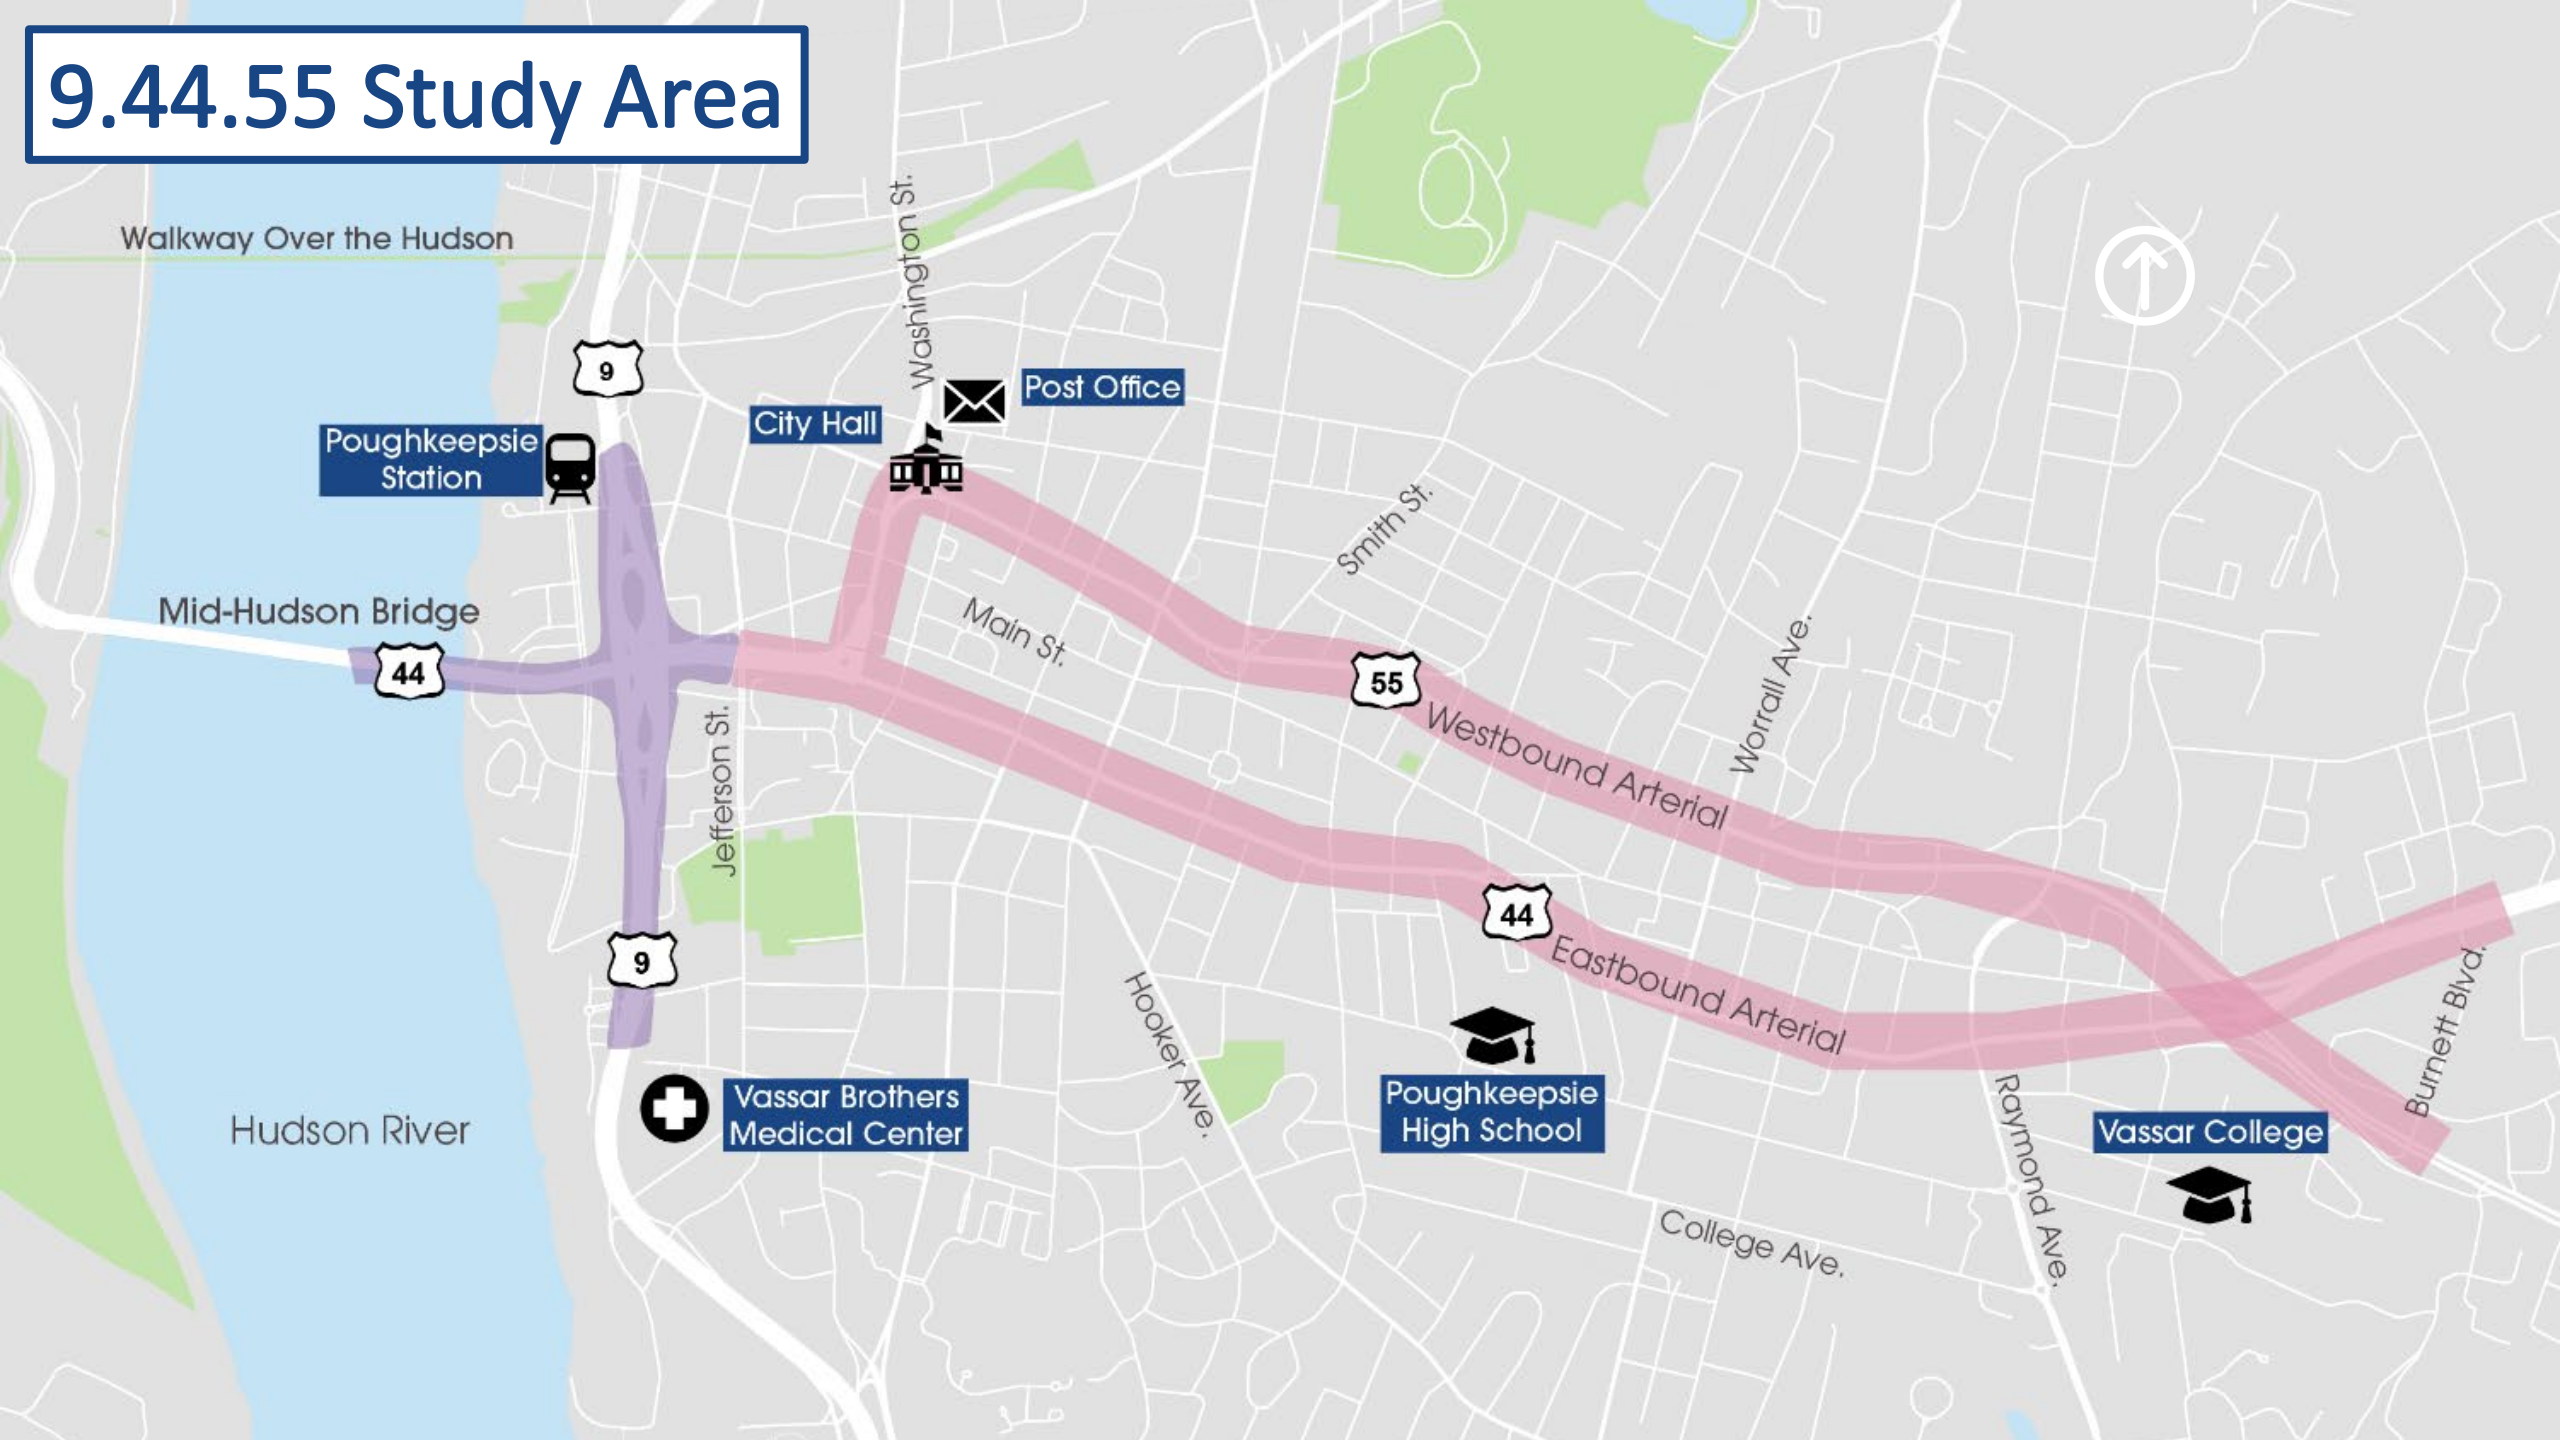 9.44.55 Study Area
Walkway Over the Hudson
Washington St.
9
Post Office
City Hall
Poughkeepsie
Station
Smith St.
Mid-Hudson Bridge
44
Main St.
55
Westbound Arterial
Worrall Ave.
Jefferson St.
44
Eastbound Arterial
9
Hooker Ave.
Burnett Blvd.
Poughkeepsie
High School
Vassar Brothers
Medical Center
Hudson River
Raymond Ave.
Vassar College
College Ave.